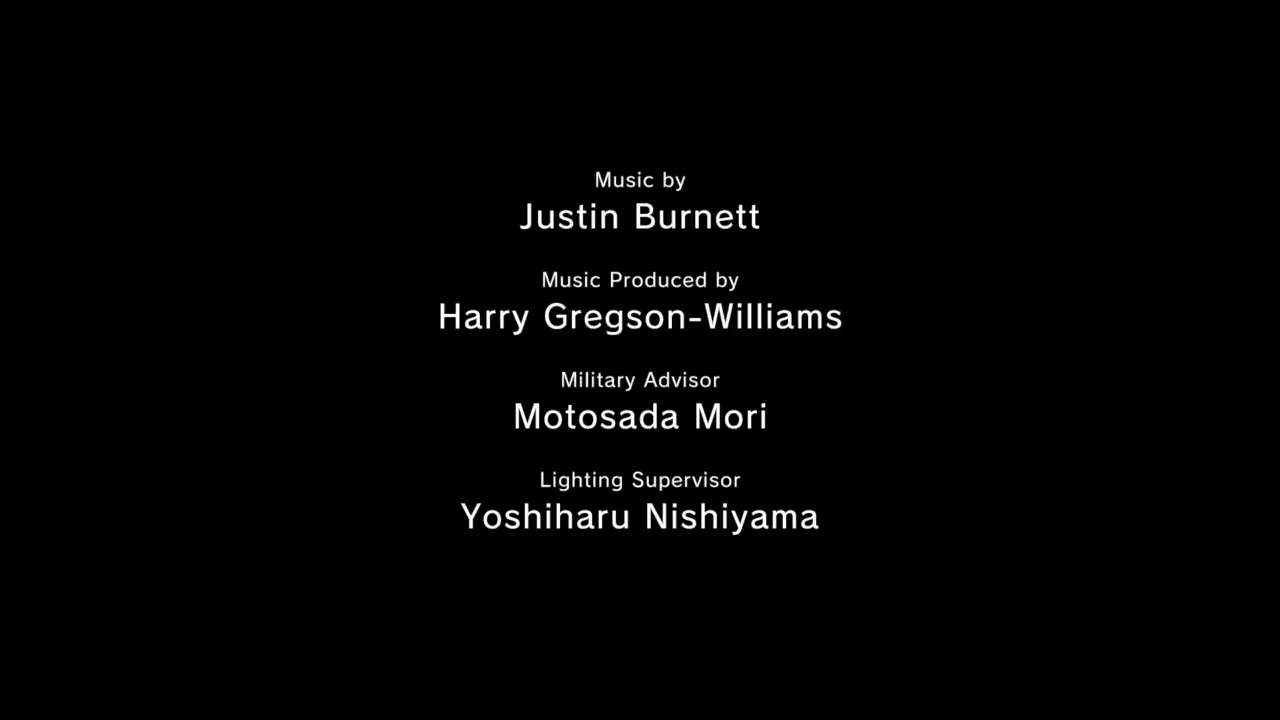 Music by
Justin Burnett
Music Produced by
Harry Gregson-Williams
Military Advisor
Motosada Mori
Lighting Supervisor
Yoshiharu Nishiyama